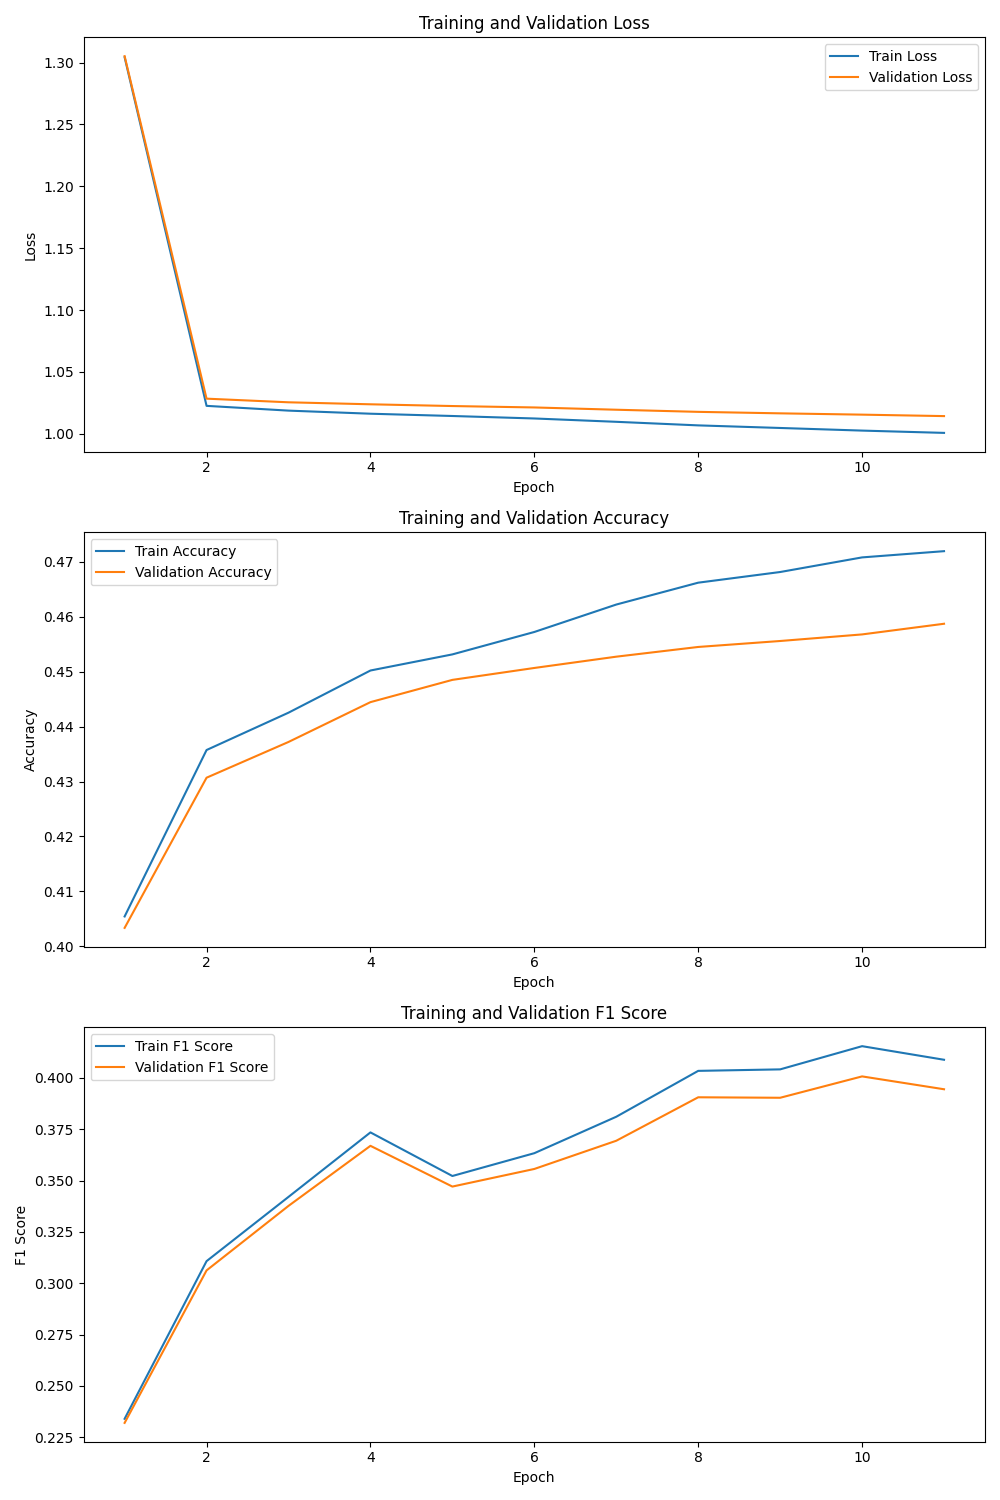 Training and Validation Loss
Train Loss
Validation Loss
1.30
1.25
1.20
1.15
1.10
1.05
1.00
Loss
2 4 6 8 10
Epoch
Training and Validation Accuracy
Train Accuracy
Validation Accuracy
0.47
0.46
0.45
0.44
0.43
0.42
0.41
0.40
Accuracy
2 4 6 8 10
Epoch
Training and Validation F1 Score
Train F1 Score
Validation F1 Score
0.400
0.375
0.350
0.325
0.300
0.275
0.250
0.225
F1 Score
2 4 6 8 10
Epoch